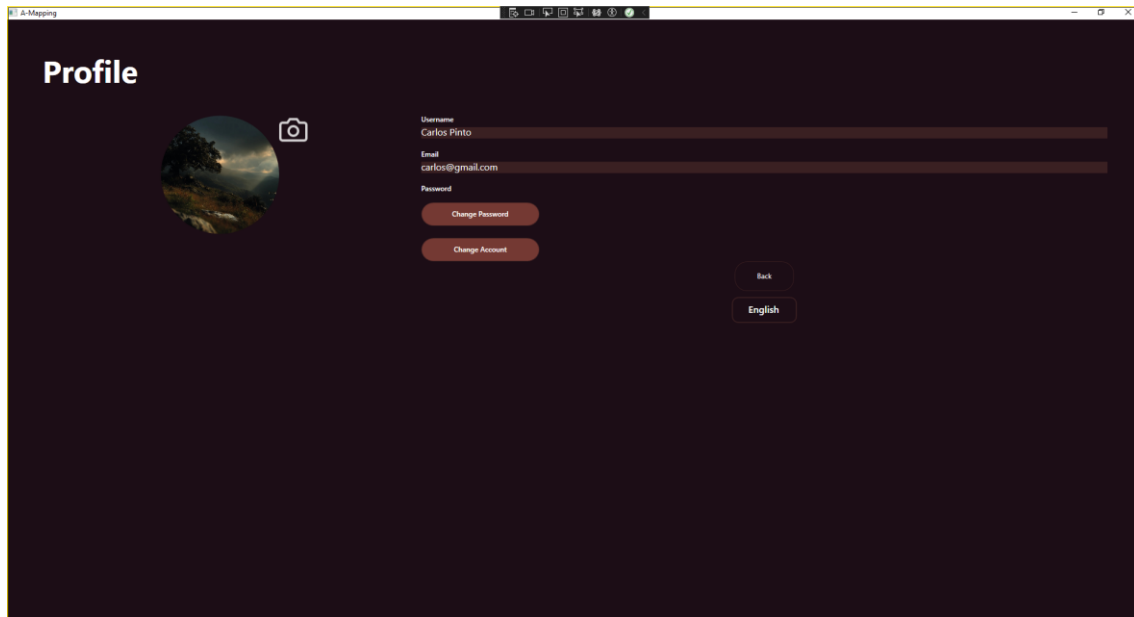 A-Mapping
Profile
Username
Carlos Pinto
Email
carlos@gmail.com
Password
Change Password
Change Account
Back
English